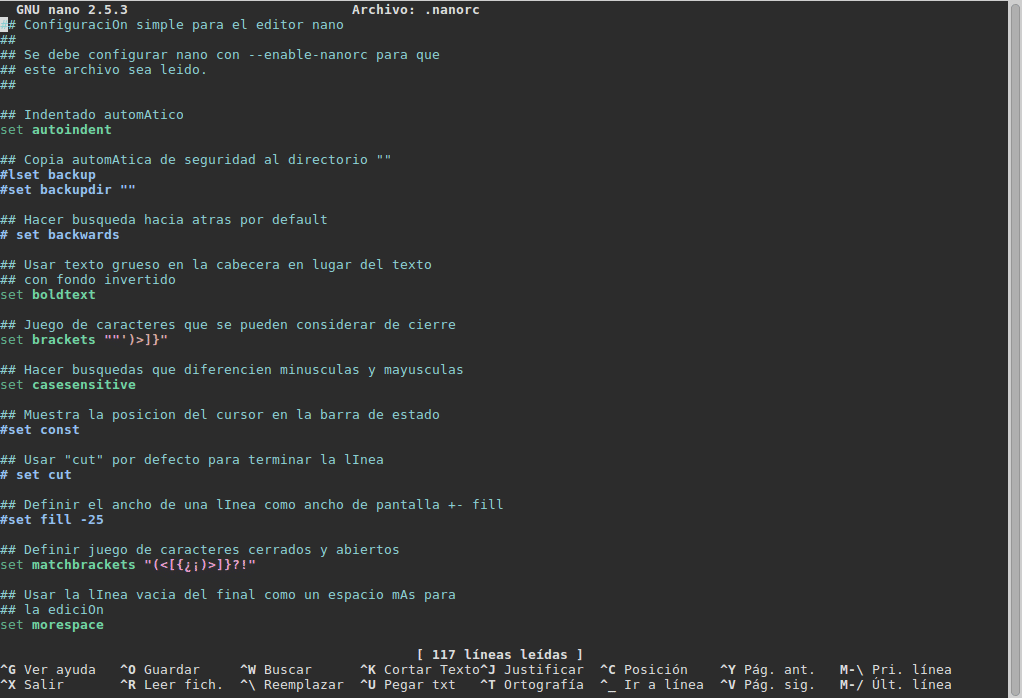 GNU nano 2.5.3 Archivo: .nanorc
## ConfiguraciOn simple para el editor nano
##
## Se debe configurar nano con --enable-nanorc para que
## este archivo sea leido.
##
## Indentado automAtico
set autoindent
## Copia automAtica de seguridad al directorio ""
#lset backup
#set backupdir ""
## Hacer busqueda hacia atras por default
# set backwards
## Usar texto grueso en la cabecera en lugar del texto
## con fondo invertido
set boldtext
## Juego de caracteres que se pueden considerar de cierre
set brackets ""')>]}"
## Hacer busquedas que diferencien minusculas y mayusculas
set casesensitive
## Muestra la posicion del cursor en la barra de estado
#set const
## Usar "cut" por defecto para terminar la lInea
# set cut
## Definir el ancho de una lInea como ancho de pantalla +- fill
#set fill -25
## Definir juego de caracteres cerrados y abiertos
set matchbrackets "(<[{¿¡)>]}?!"
## Usar la lInea vacia del final como un espacio mAs para
## la ediciOn
set morespace
[ 117 líneas leídas ]
^G Ver ayuda ^O Guardar ^W Buscar ^K Cortar Texto^J Justificar ^C Posición ^Y Pág. ant. M-\ Pri. línea
^X Salir ^R Leer fich. ^\ Reemplazar ^U Pegar txt ^T Ortografía ^_ Ir a línea ^V Pág. sig. M-/ Últ. línea